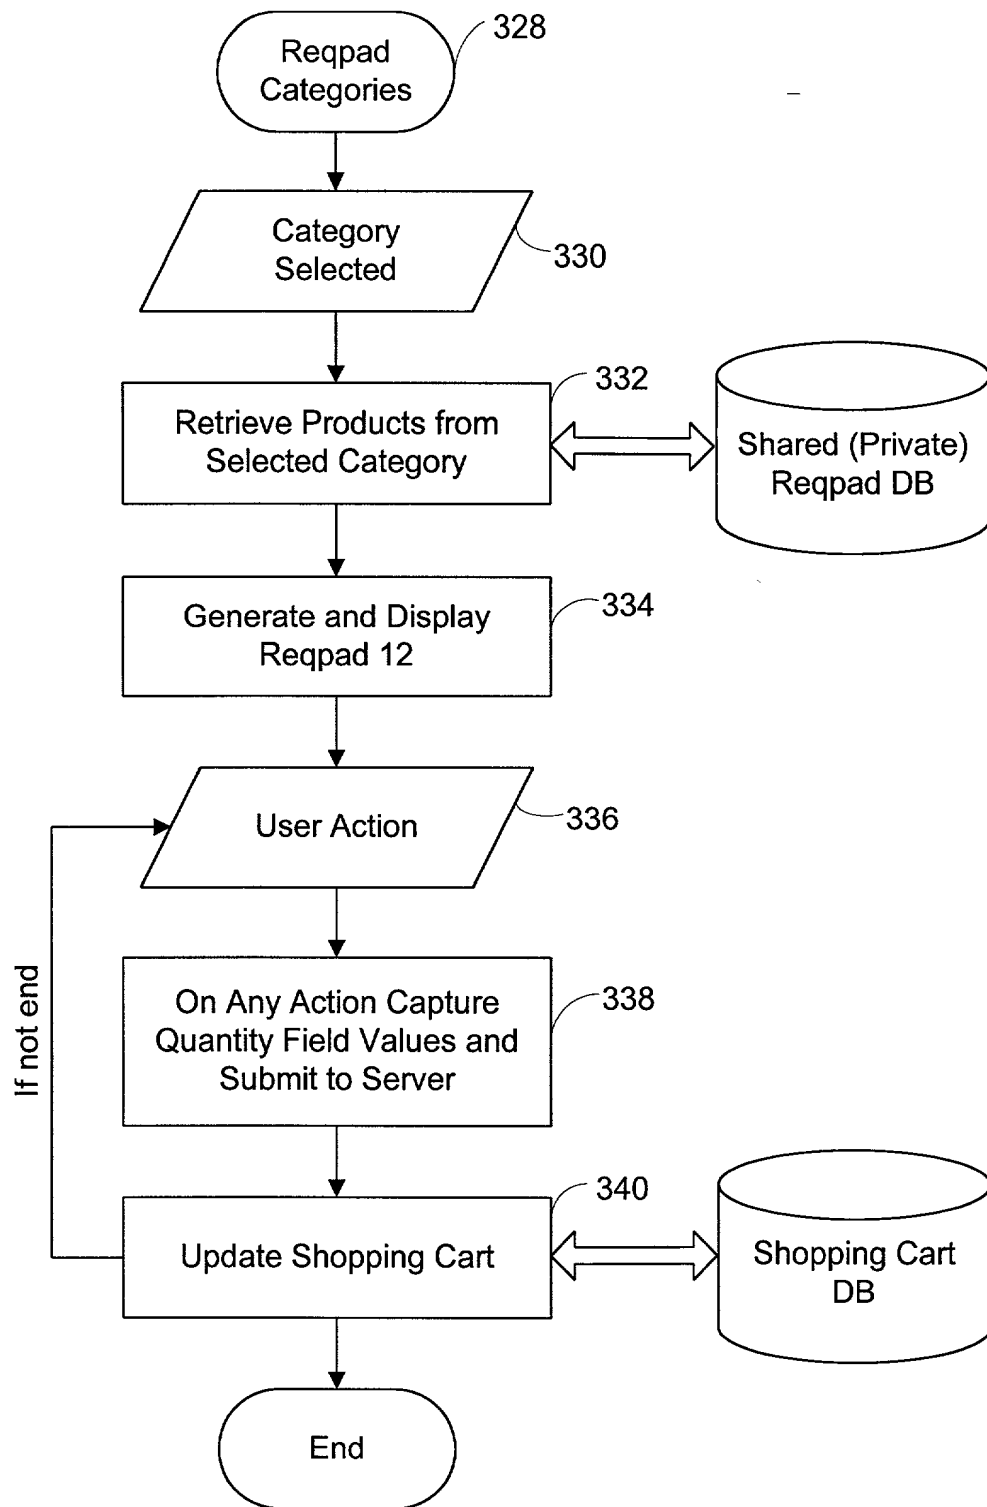 Reqpad
Categories
328
Category
Selected
330
Retrieve Products from
Selected Category
332
Shared (Private)
Reqpad DB
Generate and Display
Reqpad 12
334
User Action
336
If not end
On Any Action Capture
Quantity Field Values and
Submit to Server
338
Update Shopping Cart
340
Shopping Cart
DB
End